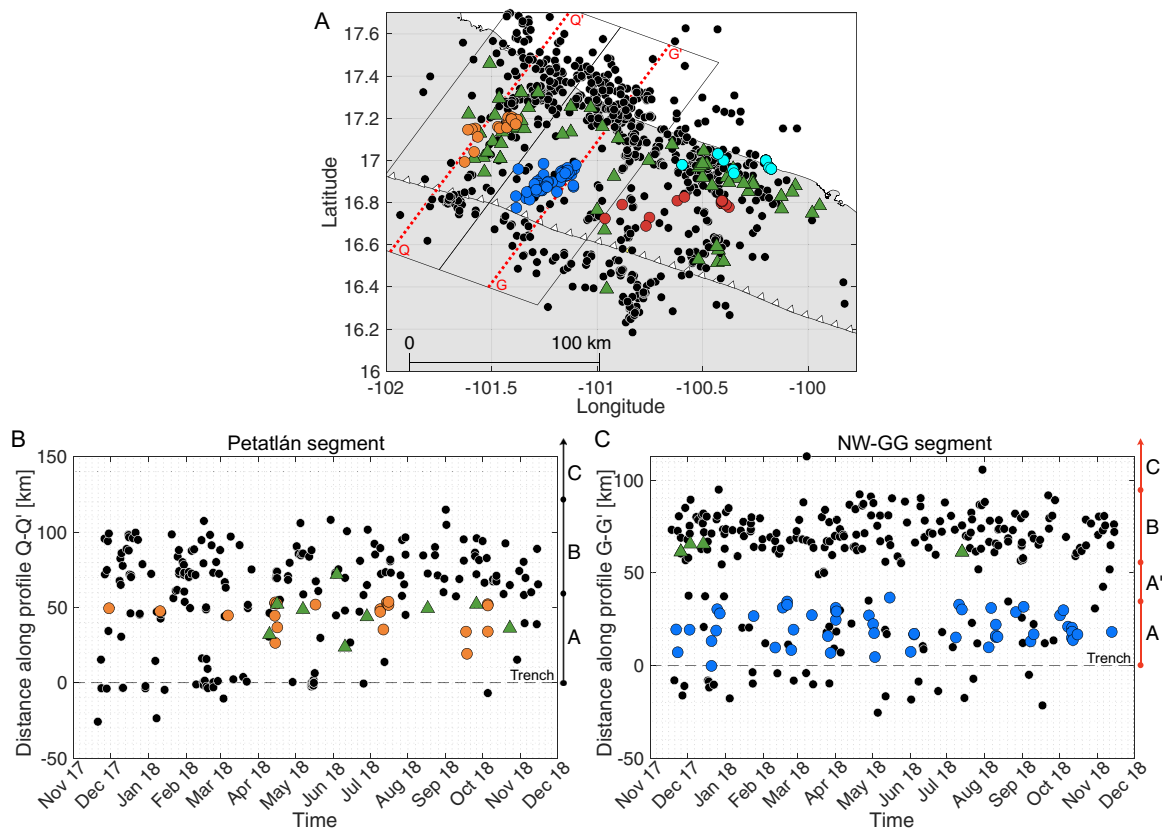 A
17.6
17.4
17.2
17
16.8
16.6
16.4
16.2
16
Latitude
Q'
G'
Q
G
0 100 km
-102 -101.5 -101 -100.5 -100
Longitude
B
Petatlán segment
150
100
50
0
-50
Distance along profile Q-Q' [km]
Trench
C
B
A
Nov 17 Dec 17 Jan 18 Feb 18 Mar 18 Apr 18 May 18 Jun 18 Jul 18 Aug 18 Sep 18 Oct 18 Nov 18 Dec 18
Time
C
NW-GG segment
100
50
0
-50
Distance along profile G-G' [km]
Trench
C
B
A'
A
Nov 17 Dec 17 Jan 18 Feb 18 Mar 18 Apr 18 May 18 Jun 18 Jul 18 Aug 18 Sep 18 Oct 18 Nov 18 Dec 18
Time